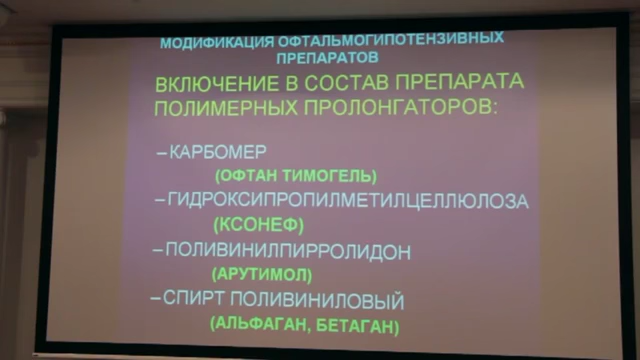 МОДИФИКАЦИЯ ОФТАЛЬМОГИПОТЕНЗИВНЫХ
ПРЕПАРАТОВ
ВКЛЮЧЕНИЕ В СОСТАВ ПРЕПАРАТА
ПОЛИМЕРНЫХ ПРОЛОНГАТОРОВ:
–КАРБОМЕР
(ОФТАН ТИМОГЕЛЬ)
–ГИДРОКСИПРОПИЛМЕТИЛЦЕЛЛЮЛОЗА
(КСОНЕФ)
–ПОЛИВИНИЛПИРРОЛИДОН
(АРУТИМОЛ)
–СПИРТ ПОЛИВИНИЛОВЫЙ
(АЛЬФАГАН, БЕТАГАН)